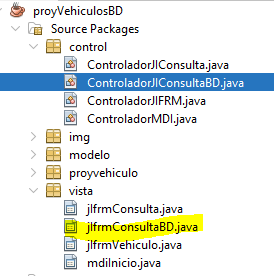 proyVehiculosBD
Source Packages
control
ControladorJIConsulta.java
ControladorJIConsultaBD.java
ControladorJIFRM.java
ControladorMDI.java
img
modelo
proyvehiculo
vista
jIfrmConsulta.java
jIfrmConsultaBD.java
jIfrmVehiculo.java
mdiInicio.java